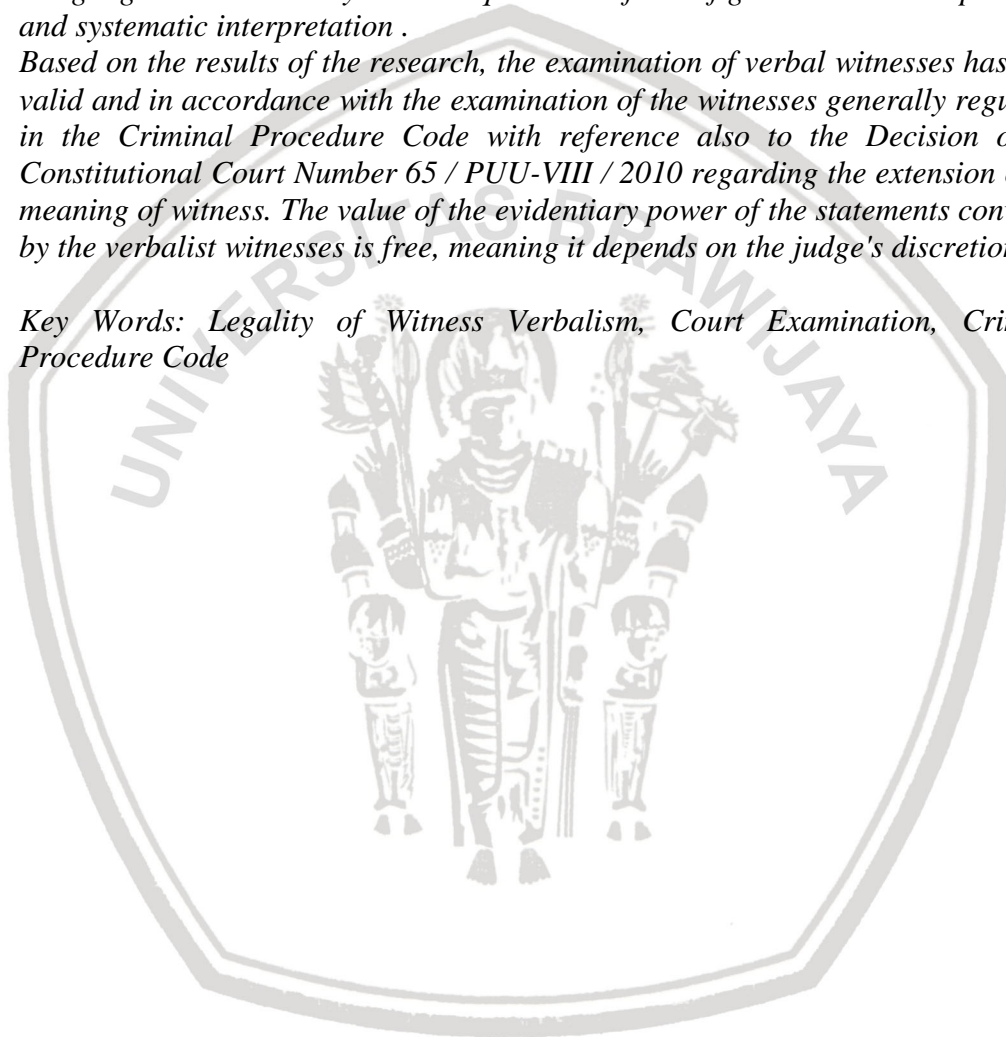 and systematic interpretation .
Based on the results of the research, the examination of verbal witnesses has
valid and in accordance with the examination of the witnesses generally regu
in the Criminal Procedure Code with reference also to the Decision o
Constitutional Court Number 65 / PUU-VIII / 2010 regarding the extension
meaning of witness. The value of the evidentiary power of the statements con
by the verbalist witnesses is free, meaning it depends on the judge's discretion
Key Words: Legality of Witness Verbalism, Court Examination, Cri
Procedure Code
UNIVERSITAS BRAWIJAYA